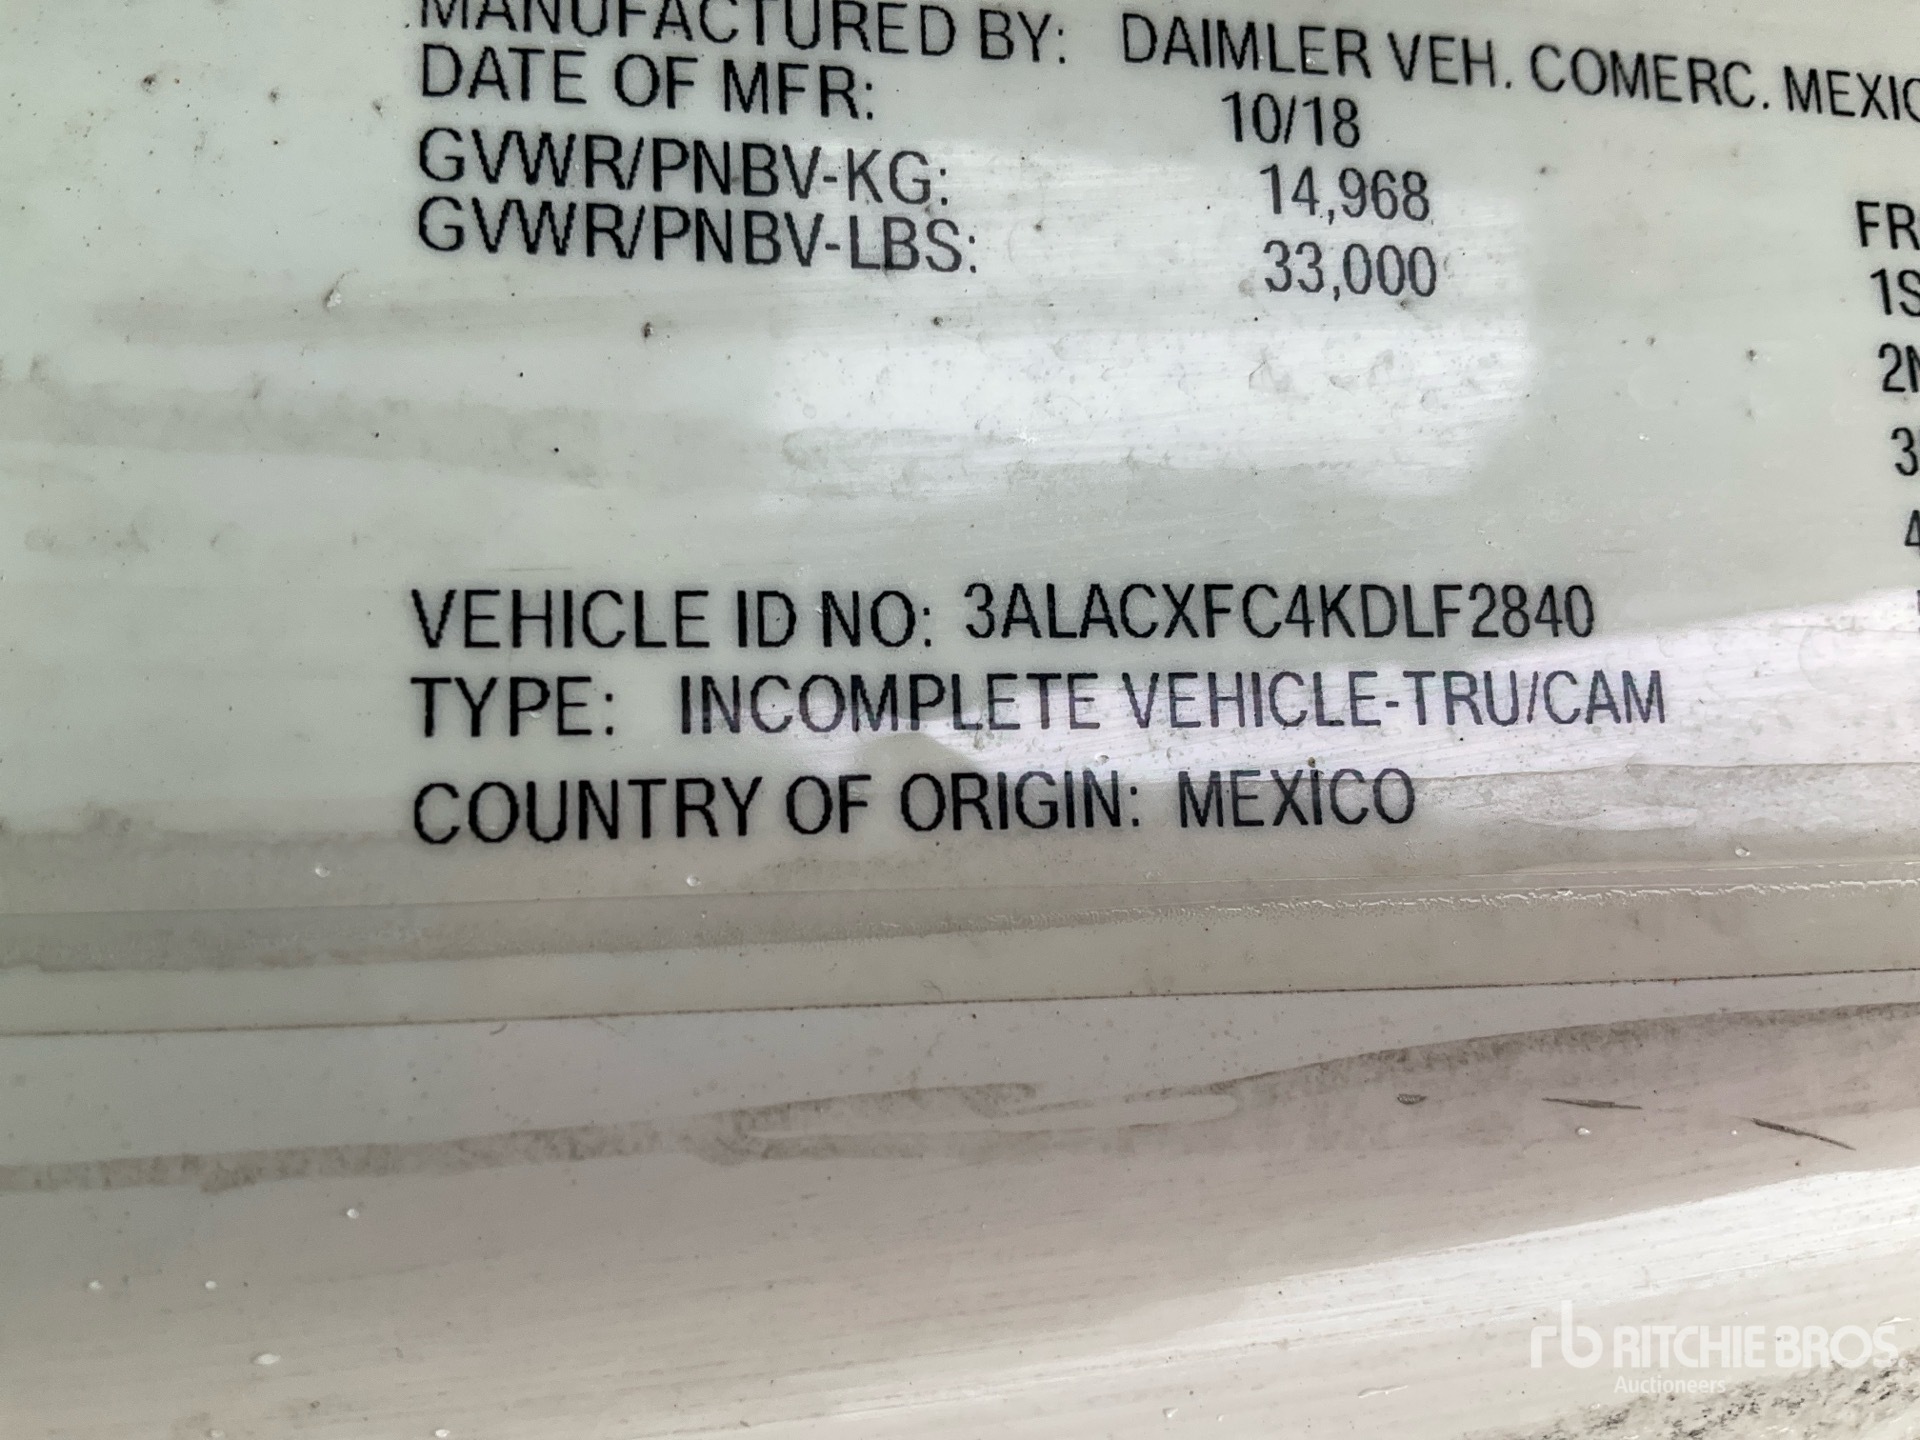 MANUFACTURED BY: DAIMLER VEH. COMERC. MEXIC
DATE OF MFR: 10/18
GVWR/PNBV-KG: 14,968
GVWR/PNBV-LBS: 33,000
FR
1S
2N
3
4
VEHICLE ID NO: 3ALACXFC4KDLF2840
TYPE: INCOMPLETE VEHICLE-TRU/CAM
COUNTRY OF ORIGIN: MEXICO
rb RITCHIE BROS.
Auctioneers